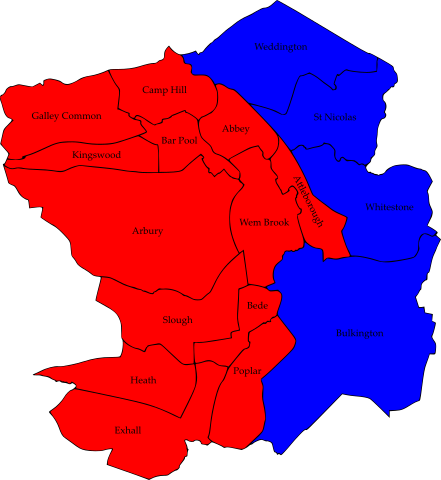 Weddington
Camp Hill
Galley Common
St Nicolas
Abbey
Bar Pool
Kingswood
Attleborough
Whitestone
Wem Brook
Arbury
Bede
Slough
Bulkington
Poplar
Heath
Exhall